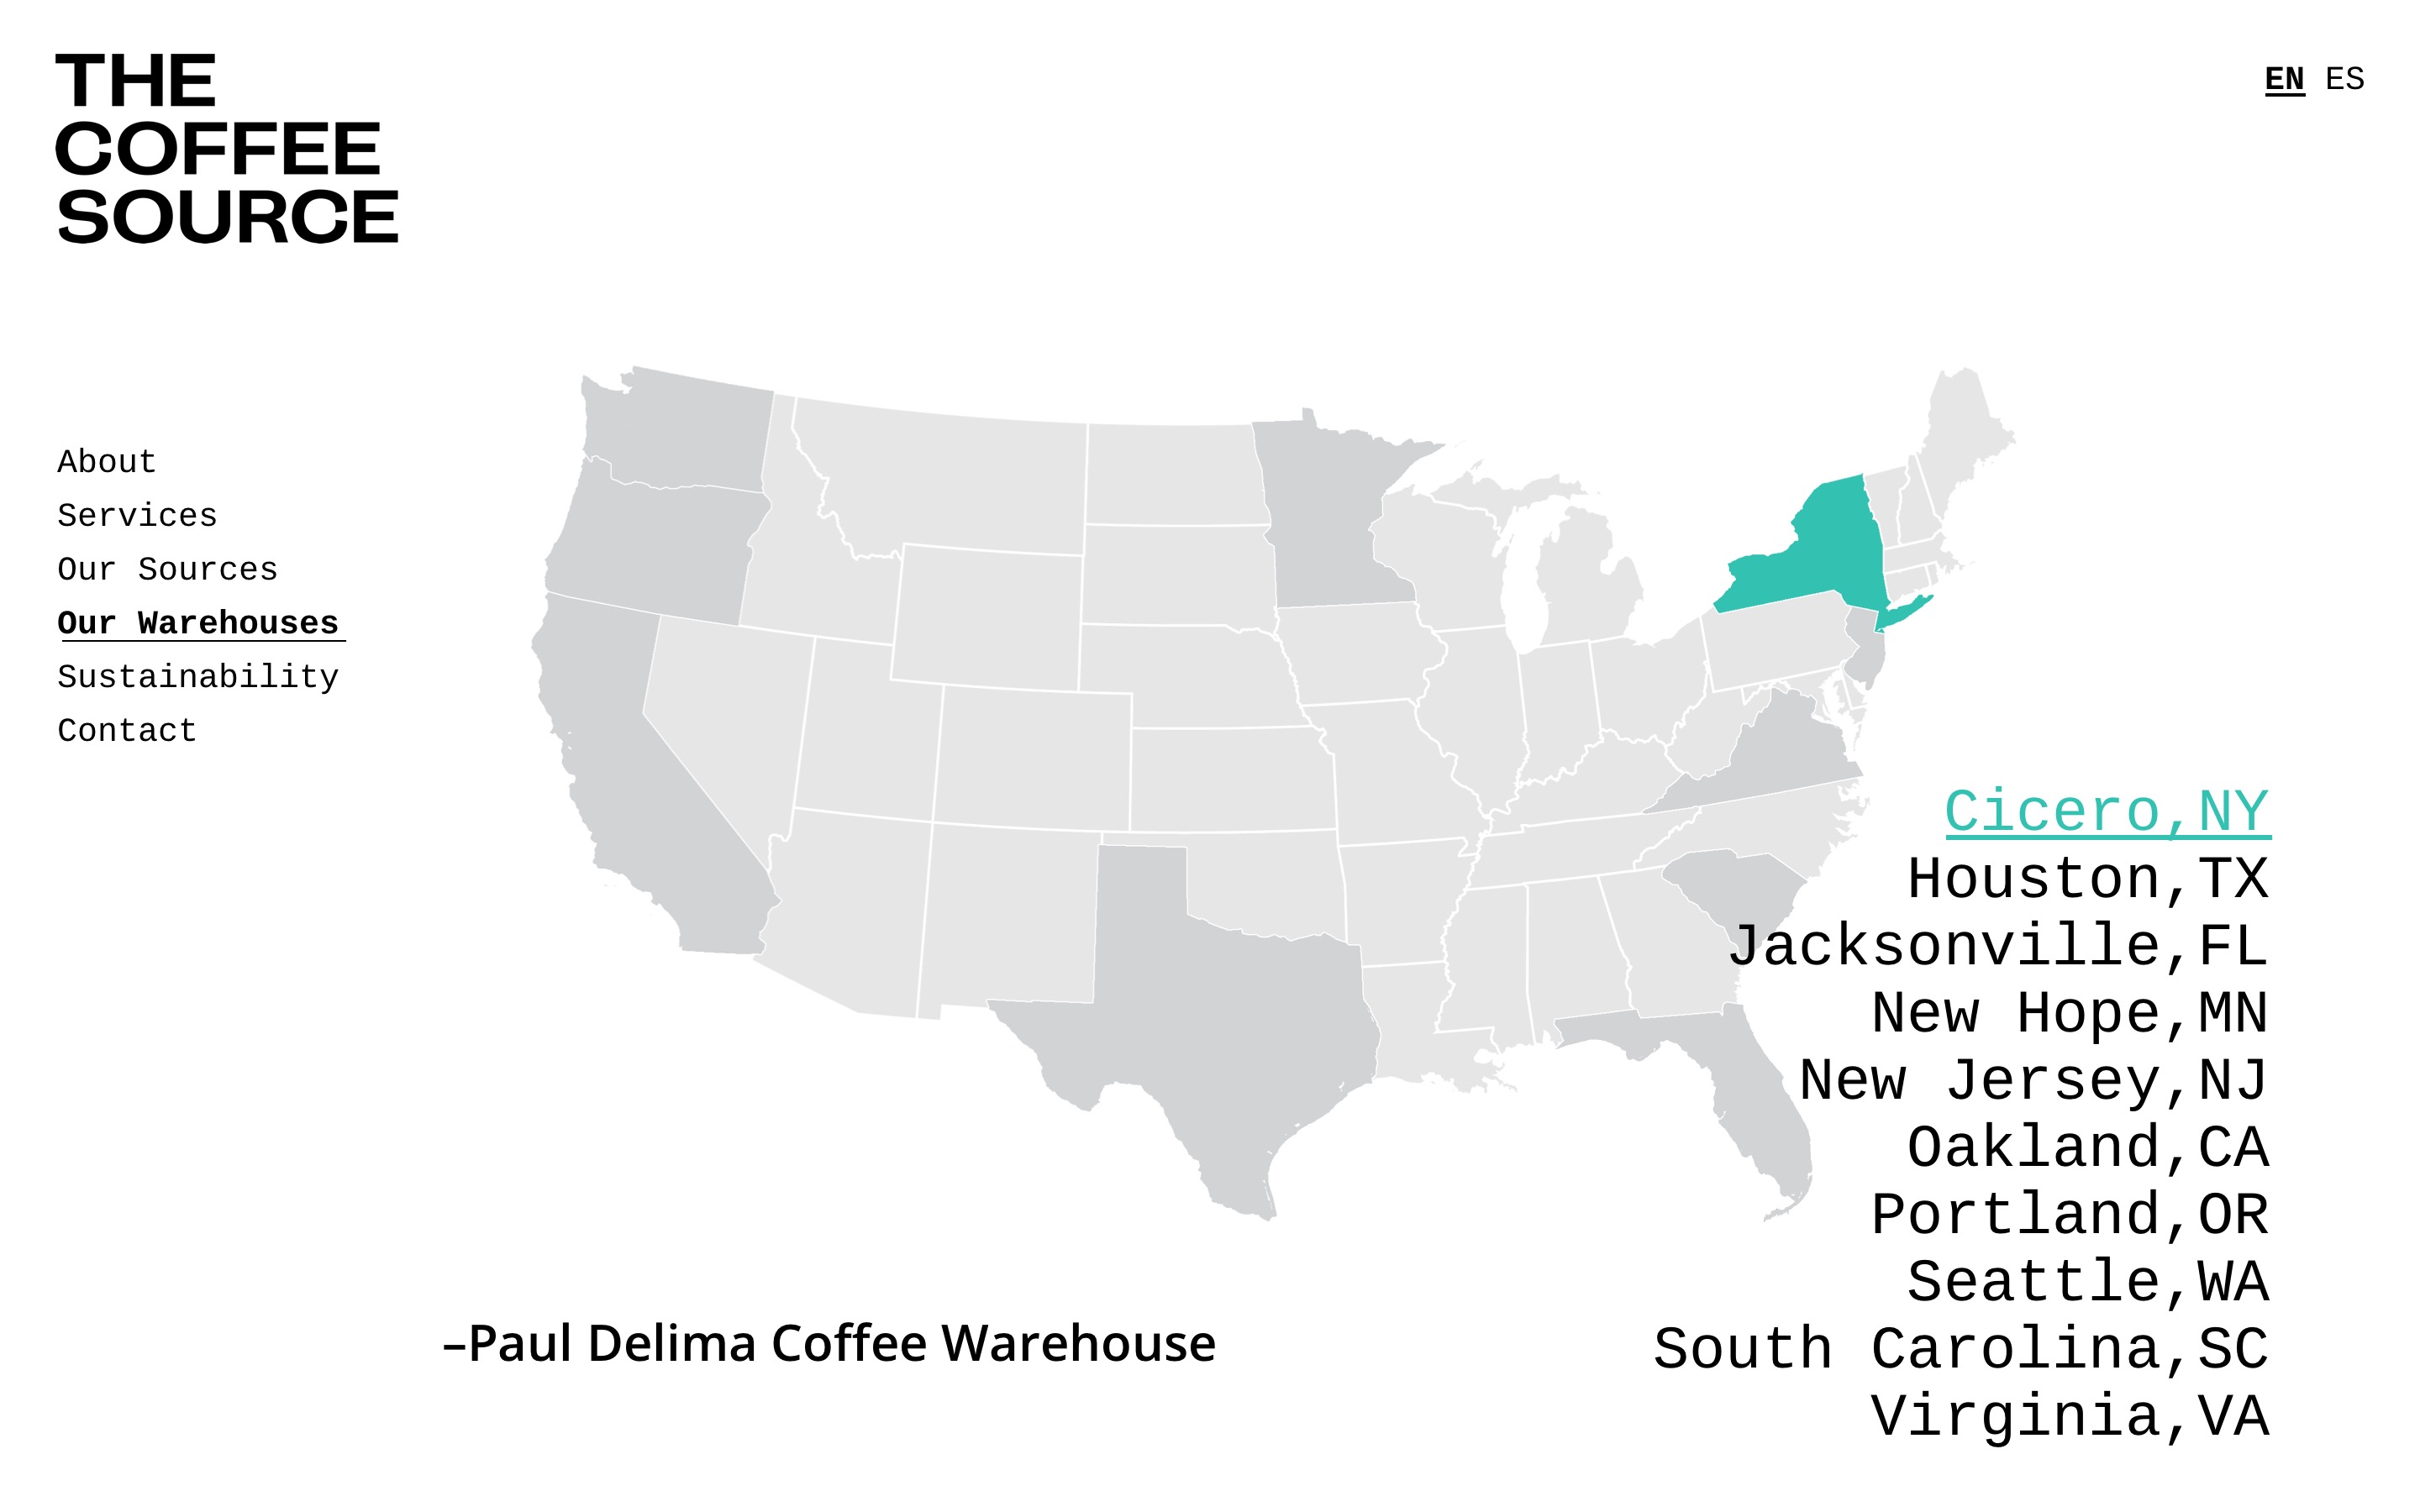 THE
COFFEE
SOURCE
EN ES
About
Services
Our Sources
Our Warehouses
Sustainability
Contact
Cicero,NY
Houston,TX
Jacksonville,FL
New Hope,MN
New Jersey,NJ
Oakland,CA
Portland,OR
Seattle,WA
South Carolina,SC
Virginia,VA
–Paul Delima Coffee Warehouse